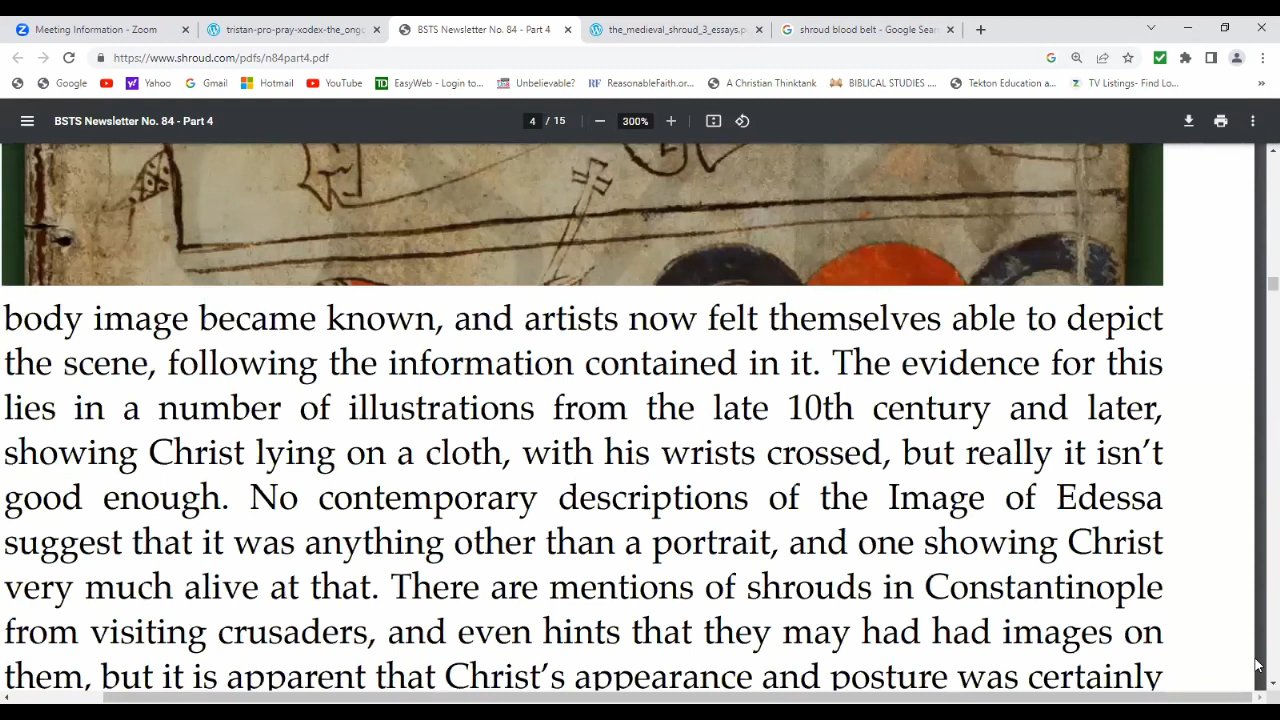 Meeting Information - Zoom
tristan-pro-pray-xodex-the_ong
BSTS Newsletter No. 84 - Part 4
the_medieval_shroud_3_essays.p
shroud blood belt - Google Sear
https://www.shroud.com/pdfs/n84part4.pdf
Google
Yahoo
Gmail
Hotmail
YouTube
EasyWeb - Login to...
Unbelievable?
ReasonableFaith.or...
A Christian Thinktank
BIBLICAL STUDIES ....
Tekton Education a...
TV Listings- Find Lo...
BSTS Newsletter No. 84 - Part 4
4 / 15
300%
body image became known, and artists now felt themselves able to depict
the scene, following the information contained in it. The evidence for this
lies in a number of illustrations from the late 10th century and later,
showing Christ lying on a cloth, with his wrists crossed, but really it isn't
good enough. No contemporary descriptions of the Image of Edessa
suggest that it was anything other than a portrait, and one showing Christ
very much alive at that. There are mentions of shrouds in Constantinople
from visiting crusaders, and even hints that they may had had images on
them, but it is apparent that Christ's appearance and posture was certainly